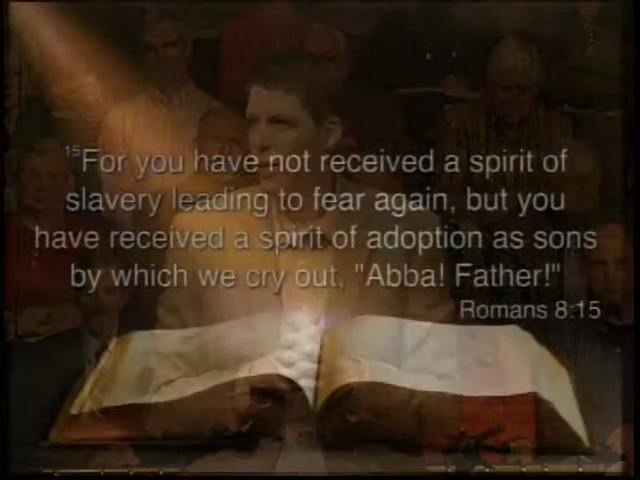 15For you have not received a spirit of
slavery leading to fear again, but you
have received a spirit of adoption as sons
by which we cry out, "Abba! Father!"
Romans 8:15